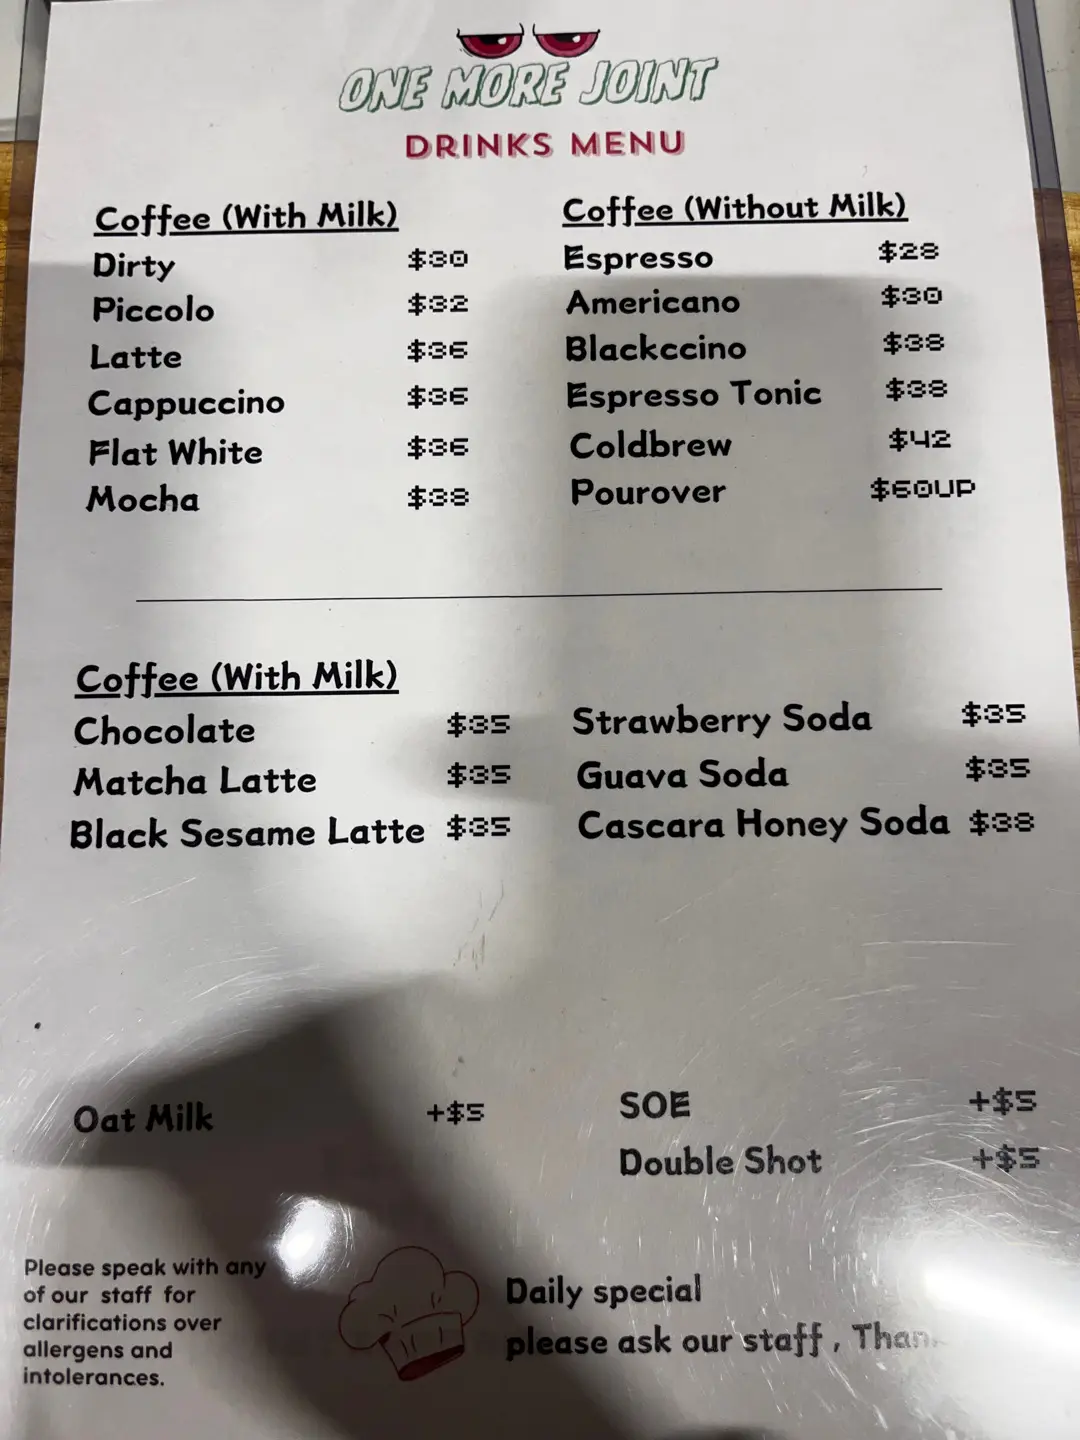 ONE MORE JOINT
DRINKS MENU
Coffee (With Milk)
Dirty $30
Piccolo $32
Latte $36
Cappuccino $36
Flat White $36
Mocha $38
Coffee (Without Milk)
Espresso $28
Americano $30
Blackccino $38
Espresso Tonic $38
Coldbrew $42
Pourover $60UP
Coffee (With Milk)
Chocolate $35
Matcha Latte $35
Black Sesame Latte $35
Strawberry Soda $35
Guava Soda $35
Cascara Honey Soda $38
Oat Milk +$5
SOE +$5
Double Shot +$5
Please speak with any
of our staff for
clarifications over
allergens and
intolerances.
Daily special
please ask our staff ,